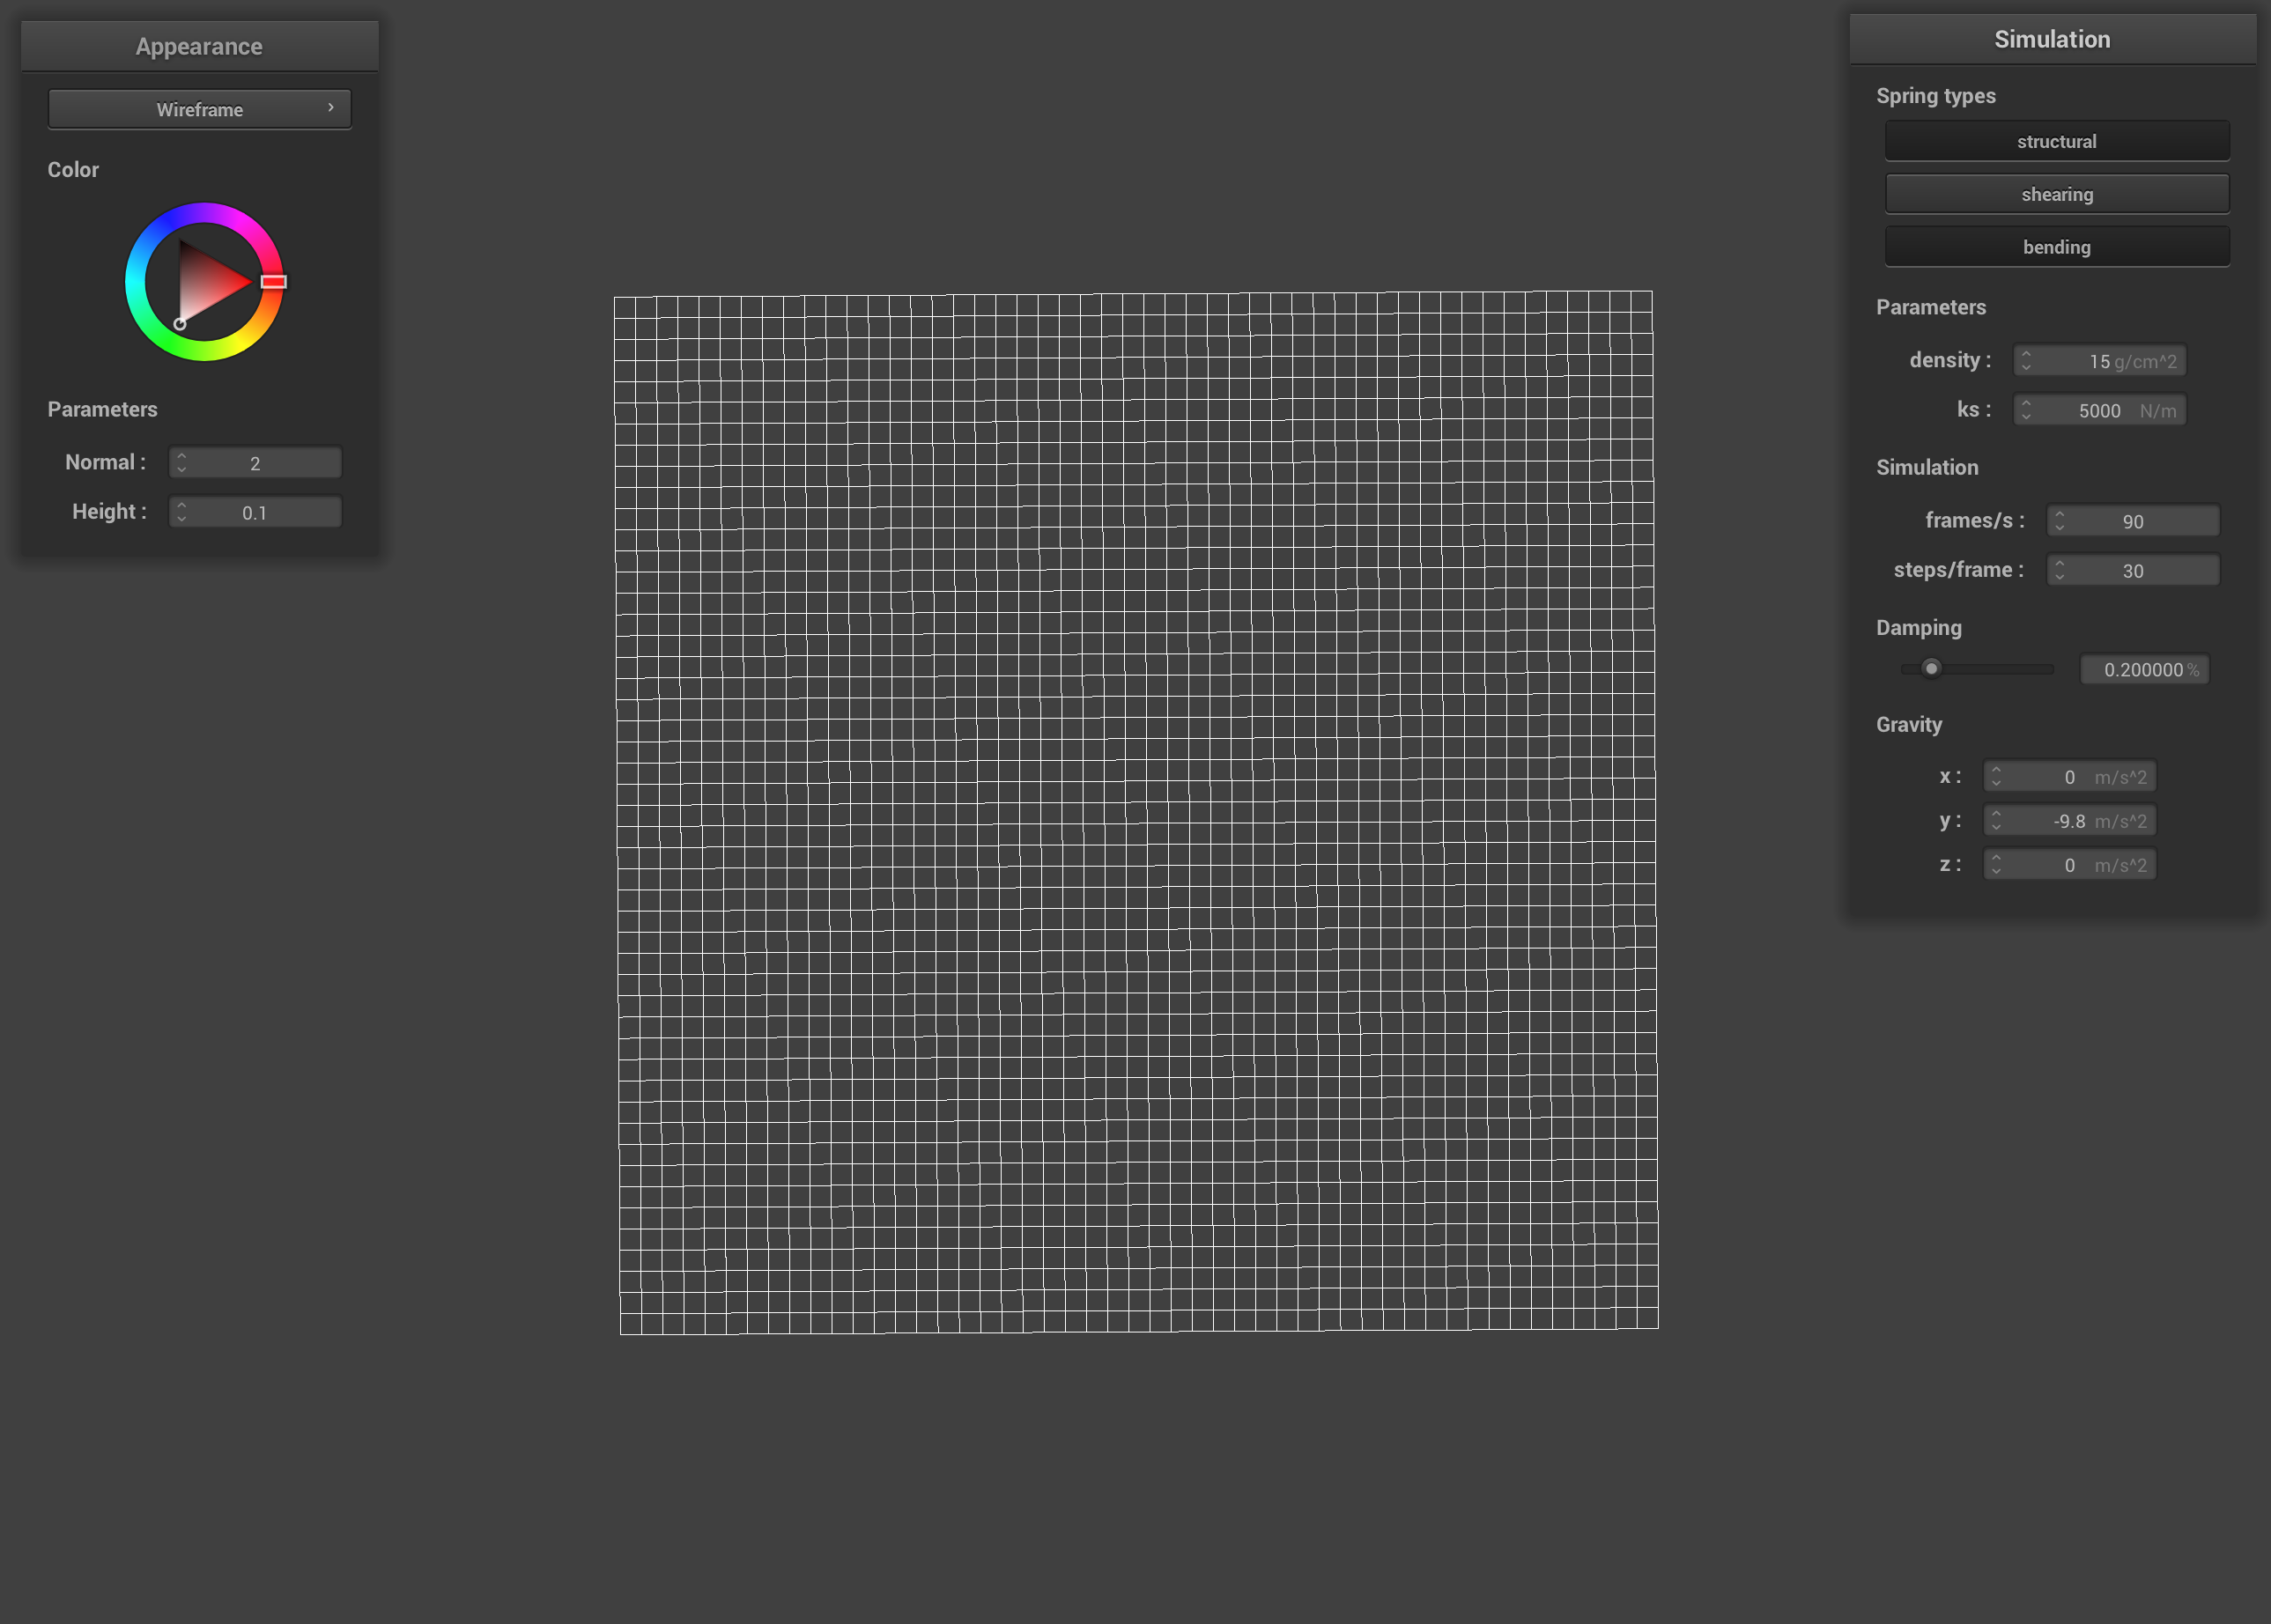 Appearance
Wireframe
Color
Parameters
Normal : 2
Height : 0.1
Simulation
Spring types
structural
shearing
bending
Parameters
density : 15 g/cm^2
ks : 5000 N/m
Simulation
frames/s : 90
steps/frame : 30
Damping
0.200000 %
Gravity
x : 0 m/s^2
y : -9.8 m/s^2
z : 0 m/s^2